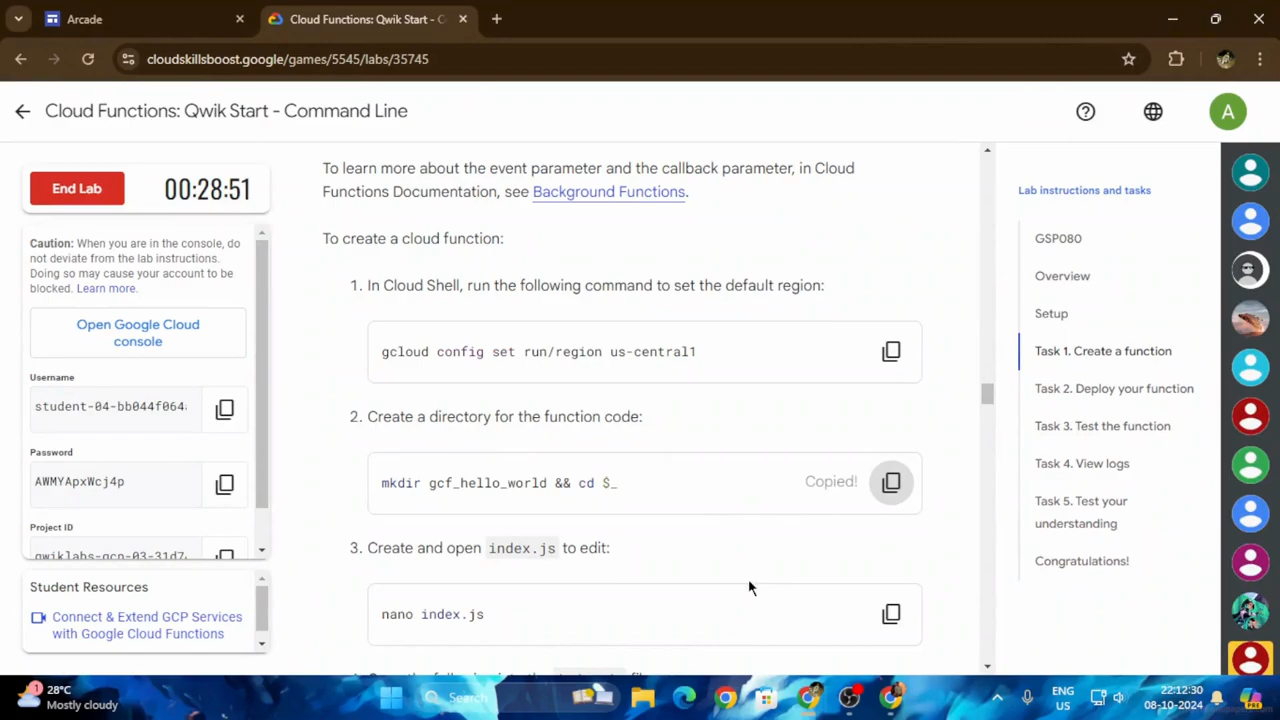 Arcade
Cloud Functions: Qwik Start - C
cloudskillsboost.google/games/5545/labs/35745
Cloud Functions: Qwik Start - Command Line
A
End Lab
00:28:51
Caution: When you are in the console, do
not deviate from the lab instructions.
Doing so may cause your account to be
blocked. Learn more.
Open Google Cloud
console
Username
student-04-bb044f064
Password
AWMYApxWcj4p
Project ID
qwiklabs-gcp-03-31d7
Student Resources
Connect & Extend GCP Services
with Google Cloud Functions
To learn more about the event parameter and the callback parameter, in Cloud
Functions Documentation, see Background Functions.
To create a cloud function:
1. In Cloud Shell, run the following command to set the default region:
gcloud config set run/region us-central1
2. Create a directory for the function code:
mkdir gcf_hello_world && cd $_
Copied!
3. Create and open index.js to edit:
nano index.js
Lab instructions and tasks
GSP080
Overview
Setup
Task 1. Create a function
Task 2. Deploy your function
Task 3. Test the function
Task 4. View logs
Task 5. Test your
understanding
Congratulations!
1
28°C
Mostly cloudy
Search
ENG
US
22:12:30
08-10-2024
PRE